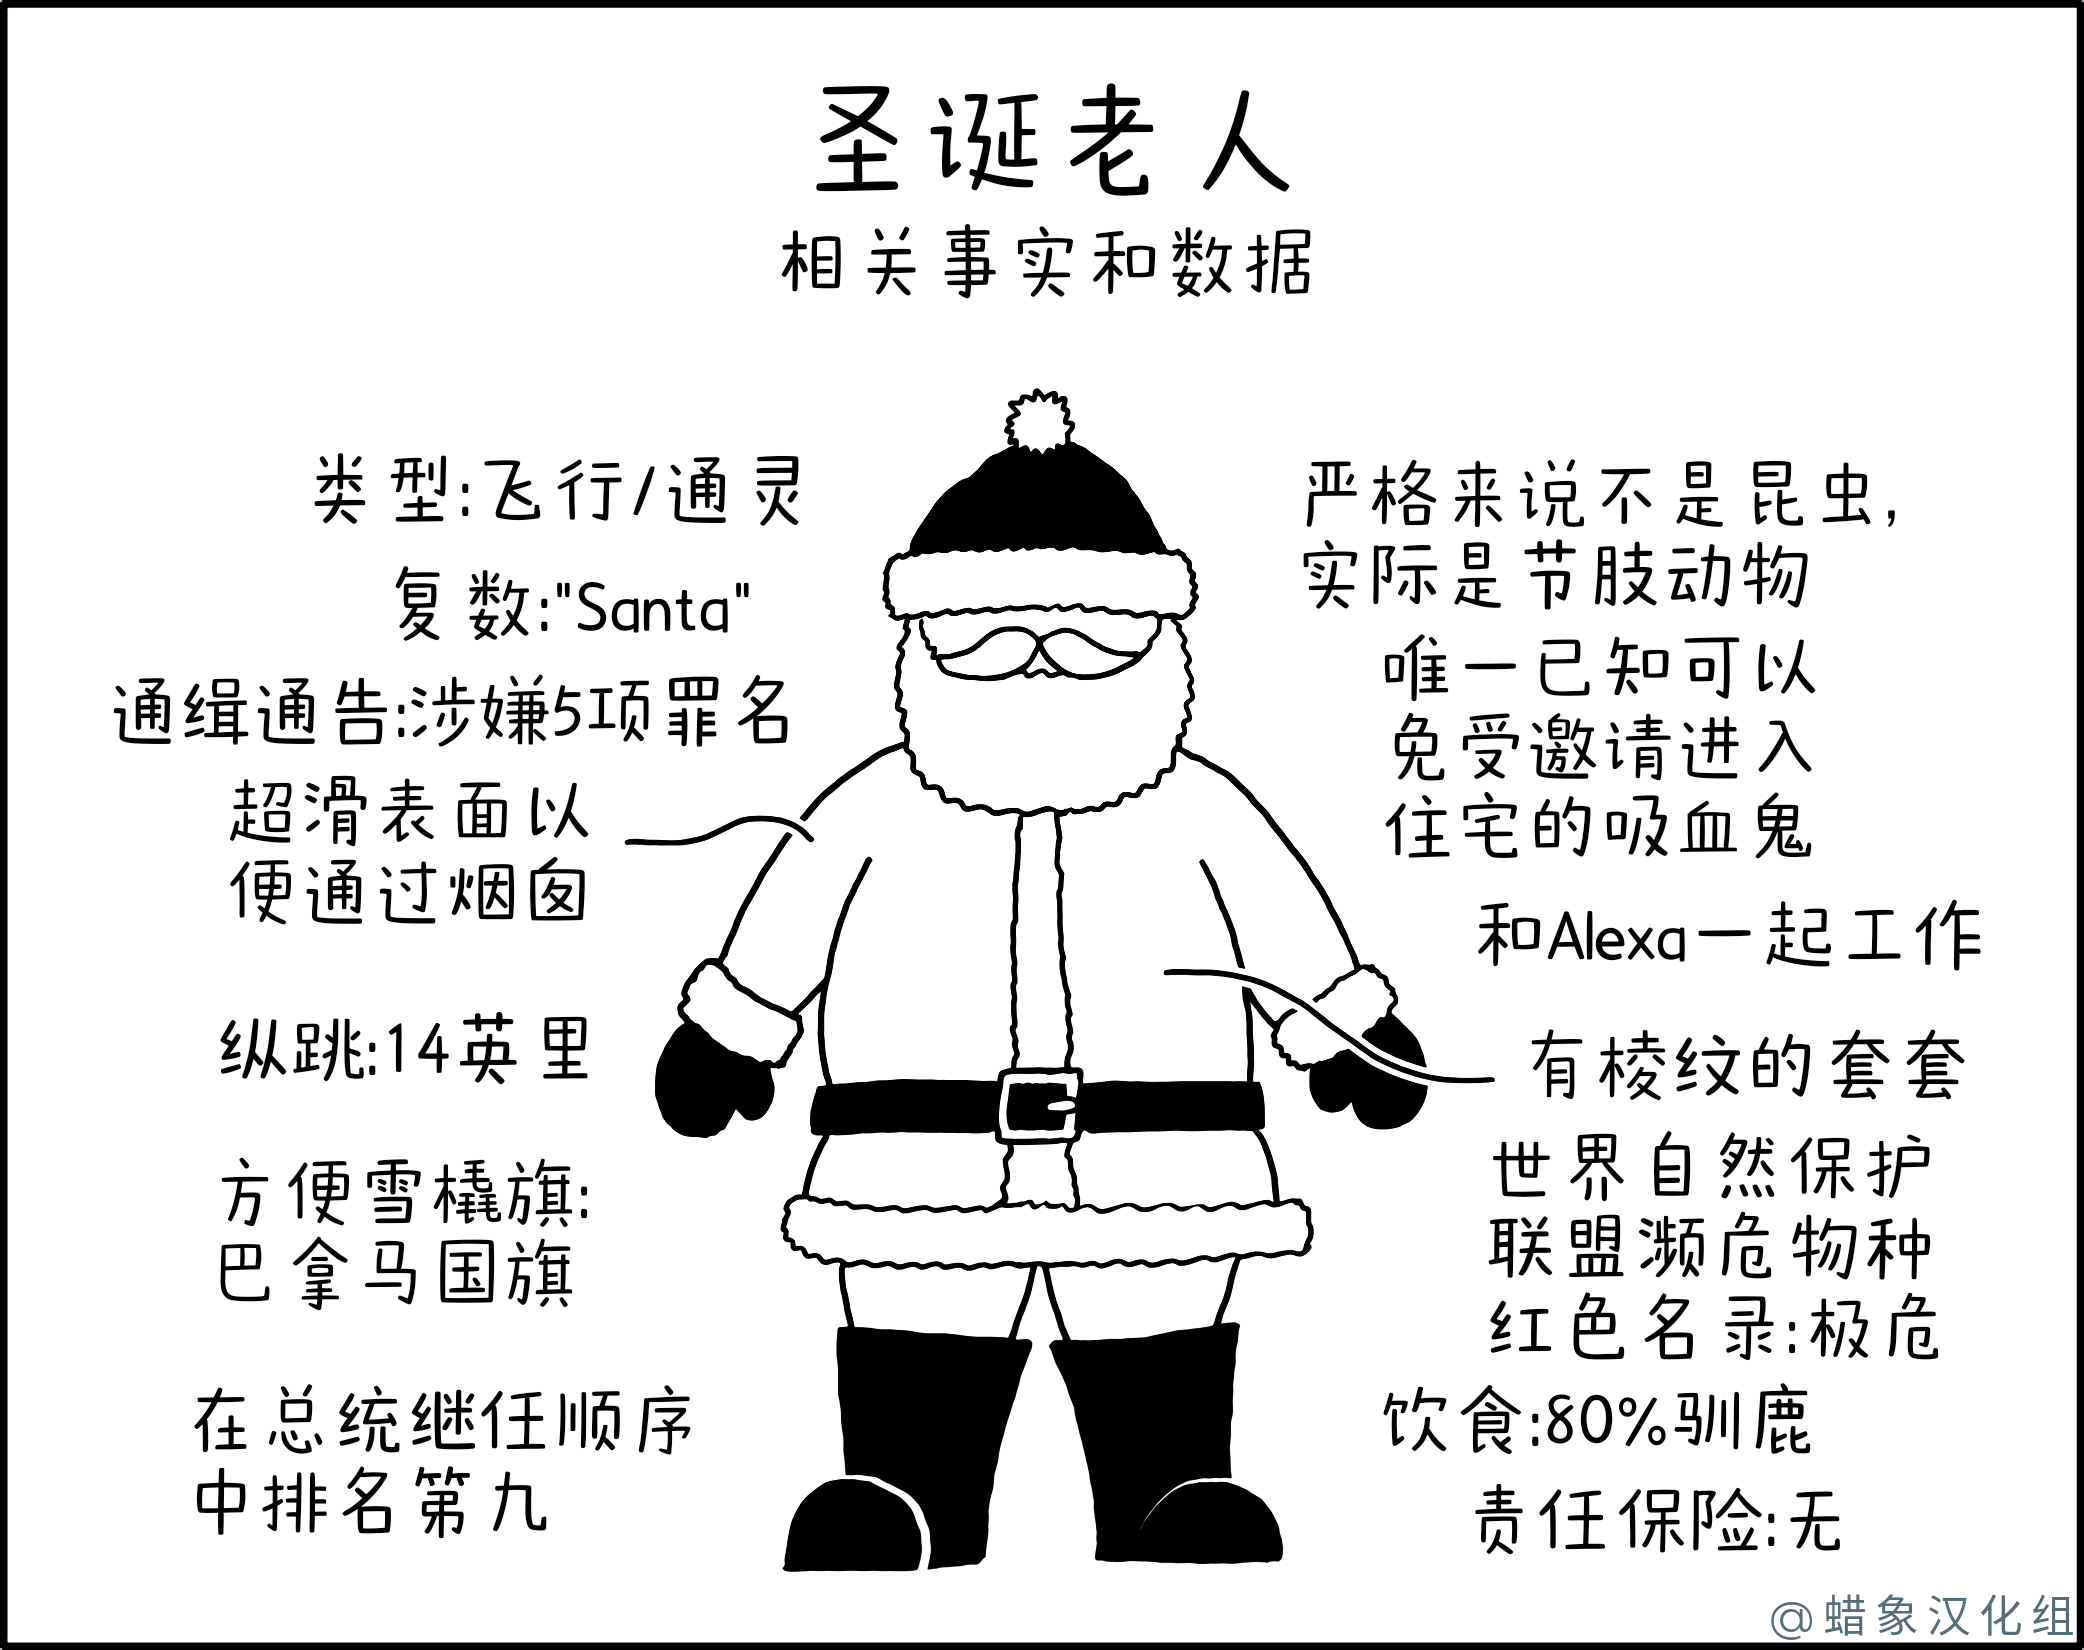 圣诞老人
相关事实和数据
类型:飞行/通灵
复数:"Santa"
通缉通告:涉嫌5项罪名
超滑表面以
便通过烟囱
纵跳:14英里
方便雪橇旗:
巴拿马国旗
在总统继任顺序
中排名第九
严格来说不是昆虫,
实际是节肢动物
唯一已知可以
免受邀请进入
住宅的吸血鬼
和Alexa一起工作
有棱纹的套套
世界自然保护
联盟濒危物种
红色名录:极危
饮食:80%驯鹿
责任保险:无
@蜡象汉化组